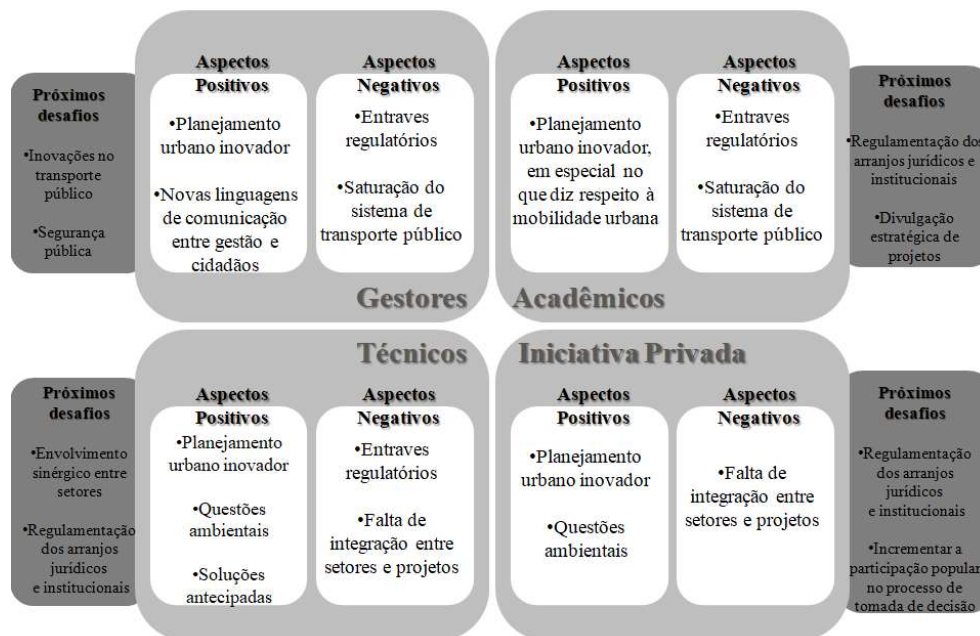 Próximos
desafios
•Inovações no
transporte
público
•Segurança
pública
Aspectos
Positivos
•Planejamento
urbano inovador
•Novas linguagens
de comunicação
entre gestão e
cidadãos
Aspectos
Negativos
•Entraves
regulatórios
•Saturação do
sistema de
transporte público
Gestores
Aspectos
Positivos
•Planejamento
urbano inovador,
em especial no
que diz respeito à
mobilidade urbana
Aspectos
Negativos
•Entraves
regulatórios
•Saturação do
sistema de
transporte público
Acadêmicos
Próximos
desafios
•Regulamentação dos
arranjos jurídicos e
institucionais
•Divulgação
estratégica de
projetos
Técnicos
Próximos
desafios
•Envolvimento
sinérgico entre
setores
•Regulamentação
dos arranjos
jurídicos
e institucionais
Aspectos
Positivos
•Planejamento
urbano inovador
•Questões
ambientais
•Soluções
antecipadas
Aspectos
Negativos
•Entraves
regulatórios
•Falta de
integração entre
setores e projetos
Iniciativa Privada
Aspectos
Positivos
•Planejamento
urbano inovador
•Questões
ambientais
Aspectos
Negativos
•Falta de
integração entre
setores e projetos
Próximos
desafios
•Regulamentação
dos arranjos
jurídicos
e institucionais
•Incrementar a
participação popular
no processo de
tomada de decisão